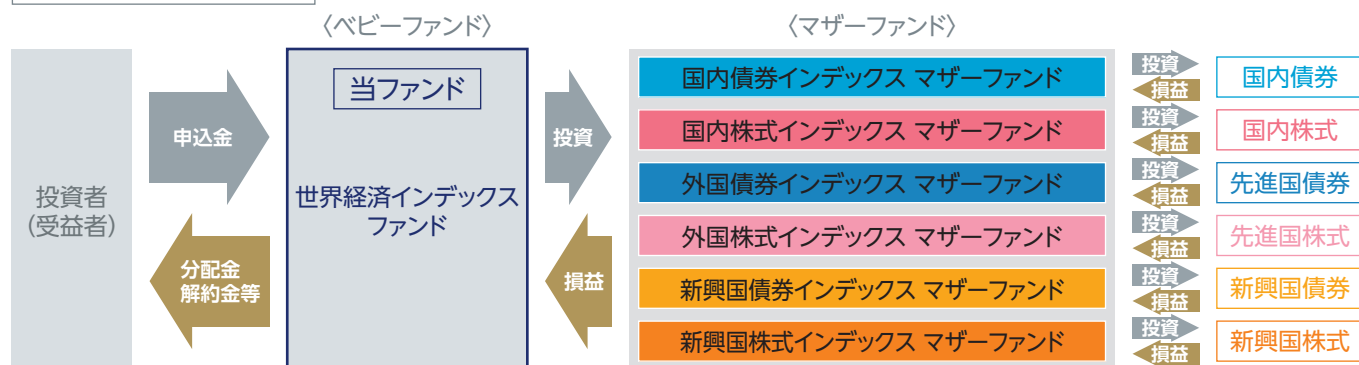 〈ベビーファンド〉
〈マザーファンド〉
投資者
(受益者)
申込金
分配金
解約金等
当ファンド
世界経済インデックス
ファンド
投資
損益
国内債券インデックス マザーファンド
投資
損益
国内債券
国内株式インデックス マザーファンド
投資
損益
国内株式
外国債券インデックス マザーファンド
投資
損益
先進国債券
外国株式インデックス マザーファンド
投資
損益
先進国株式
新興国債券インデックス マザーファンド
投資
損益
新興国債券
新興国株式インデックス マザーファンド
投資
損益
新興国株式